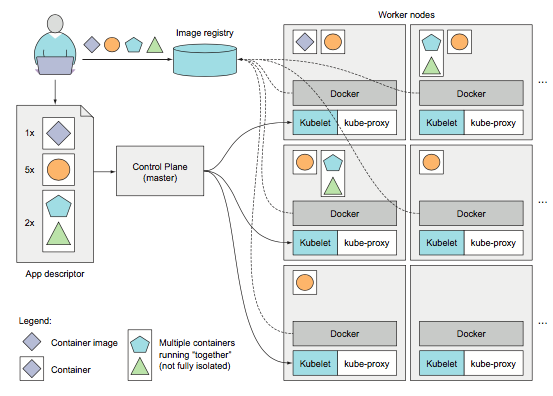 Image registry
Worker nodes
Docker
Docker
...
Kubelet
kube-proxy
Kubelet
kube-proxy
1x
5x
2x
Control Plane
(master)
App descriptor
Docker
Docker
...
Kubelet
kube-proxy
Kubelet
kube-proxy
Docker
Docker
...
Kubelet
kube-proxy
Kubelet
kube-proxy
Legend:
Container image
Container
Multiple containers
running “together”
(not fully isolated)